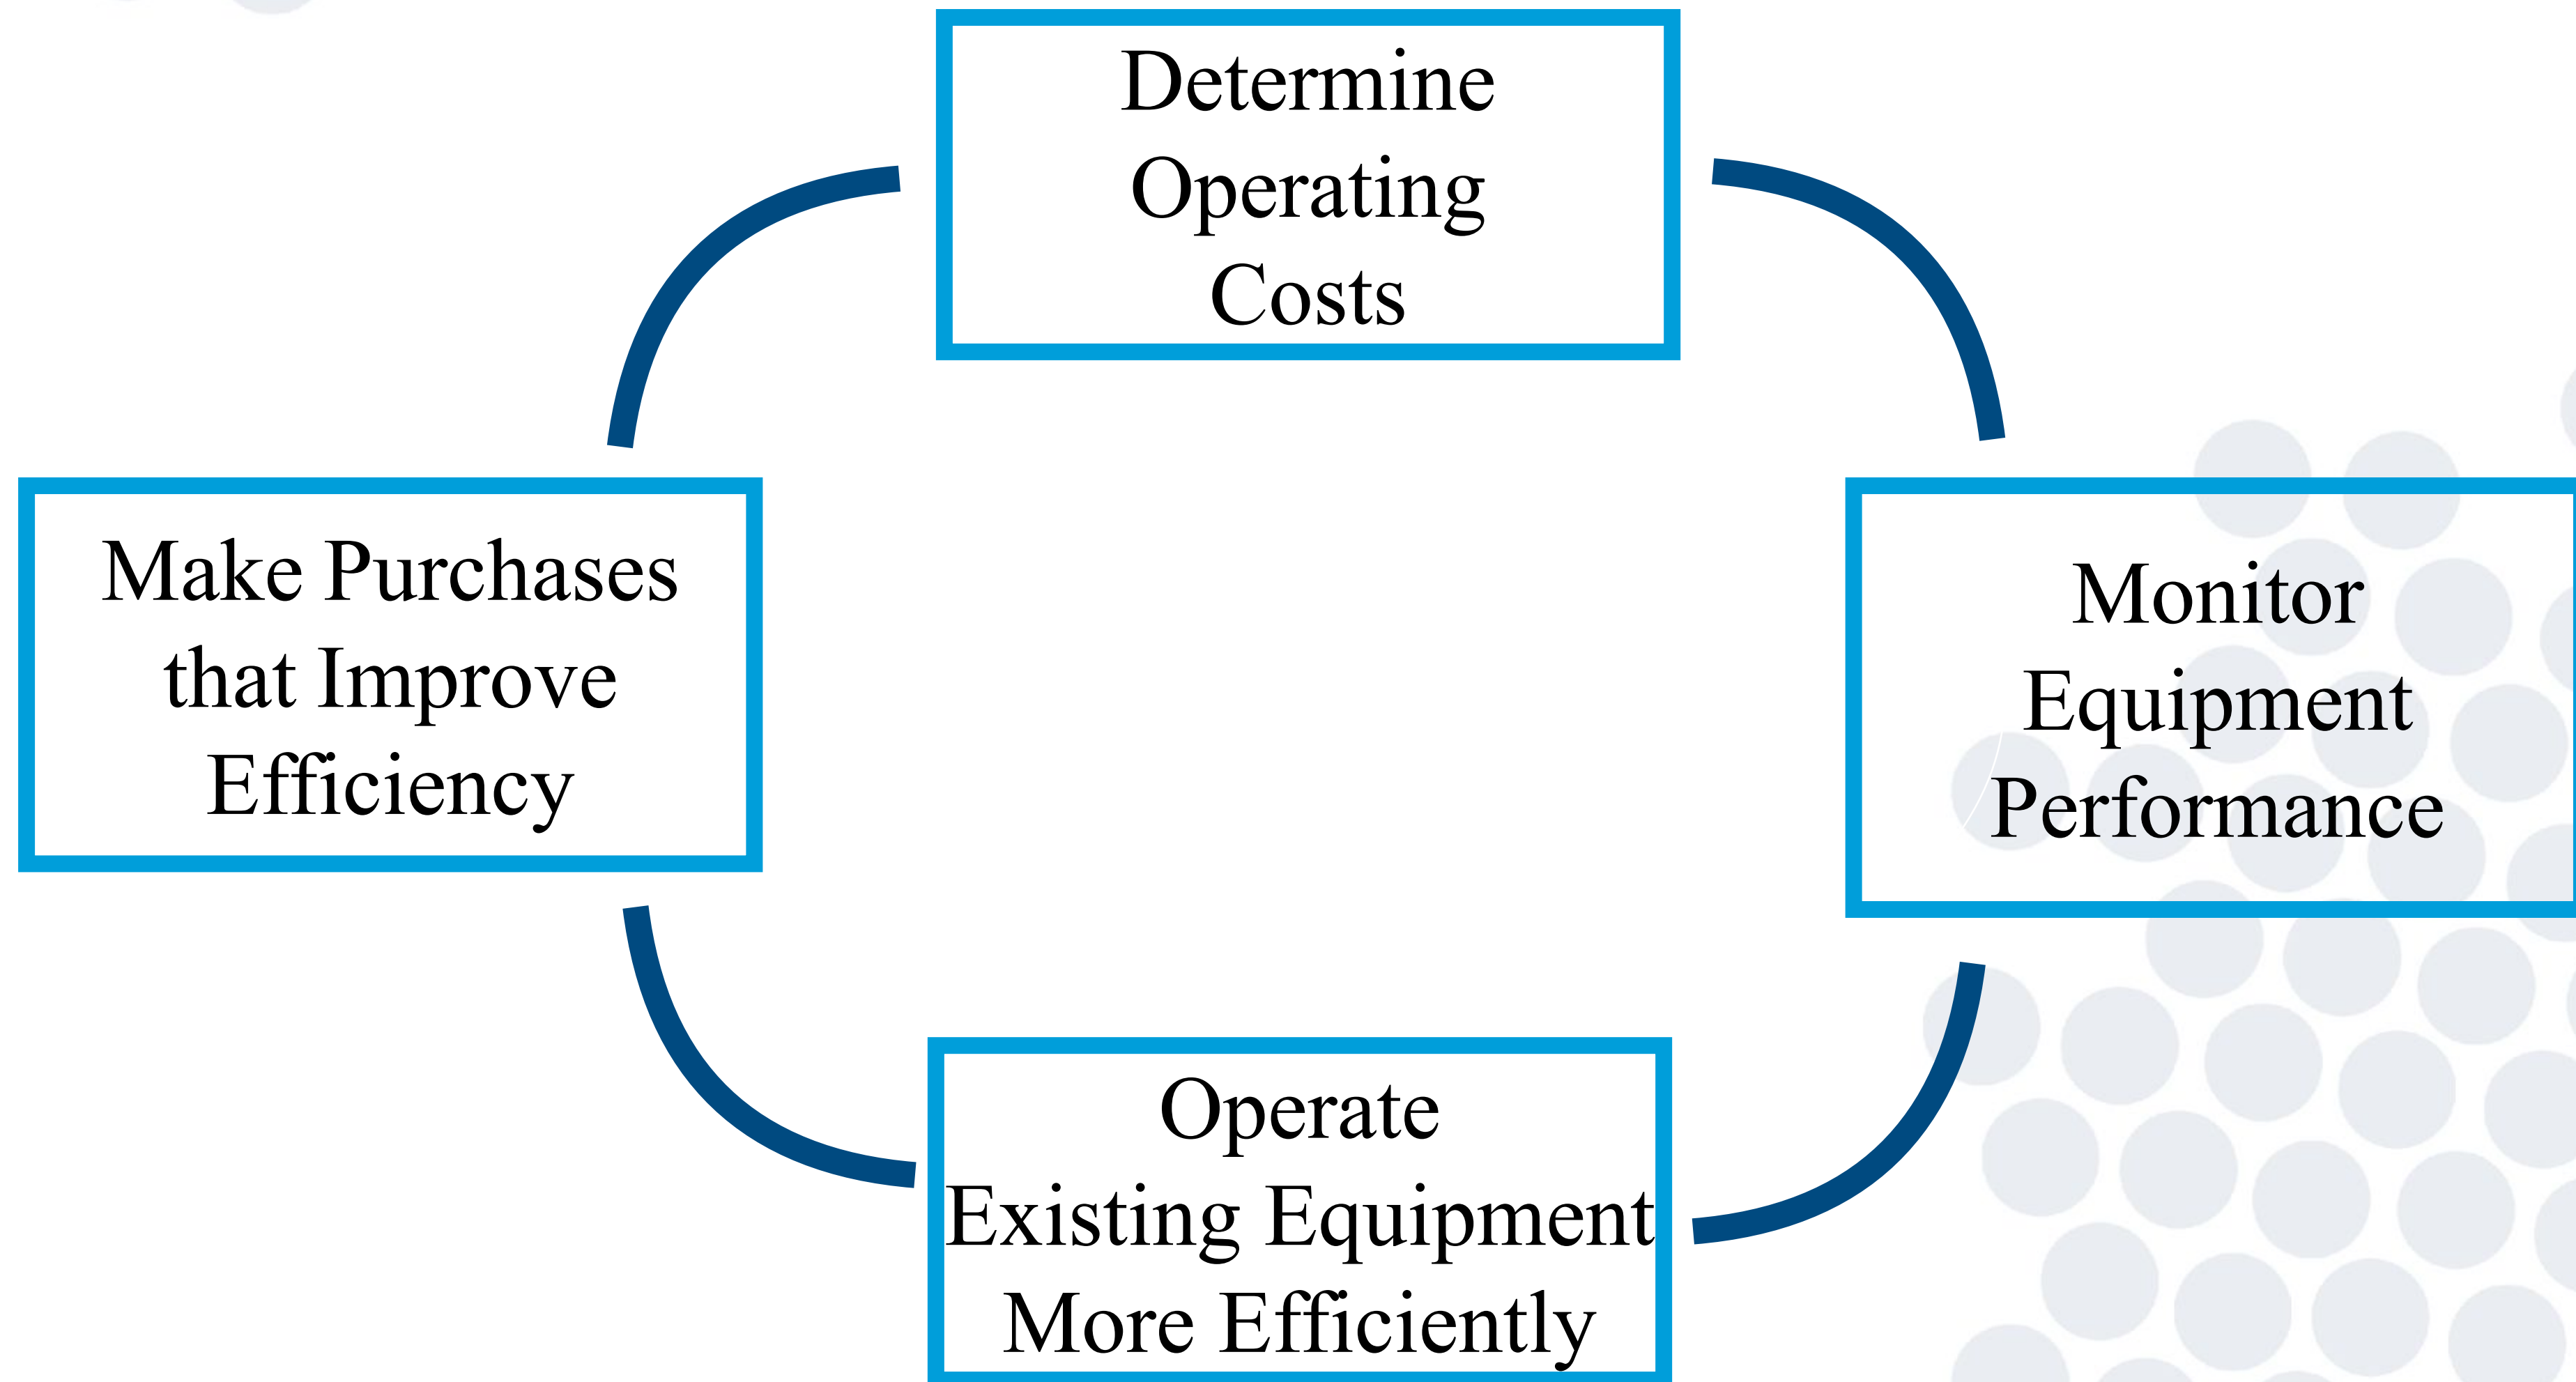 Determine
Operating
Costs
Make Purchases
that Improve
Efficiency
Monitor
Equipment
Performance
Operate
Existing Equipment
More Efficiently